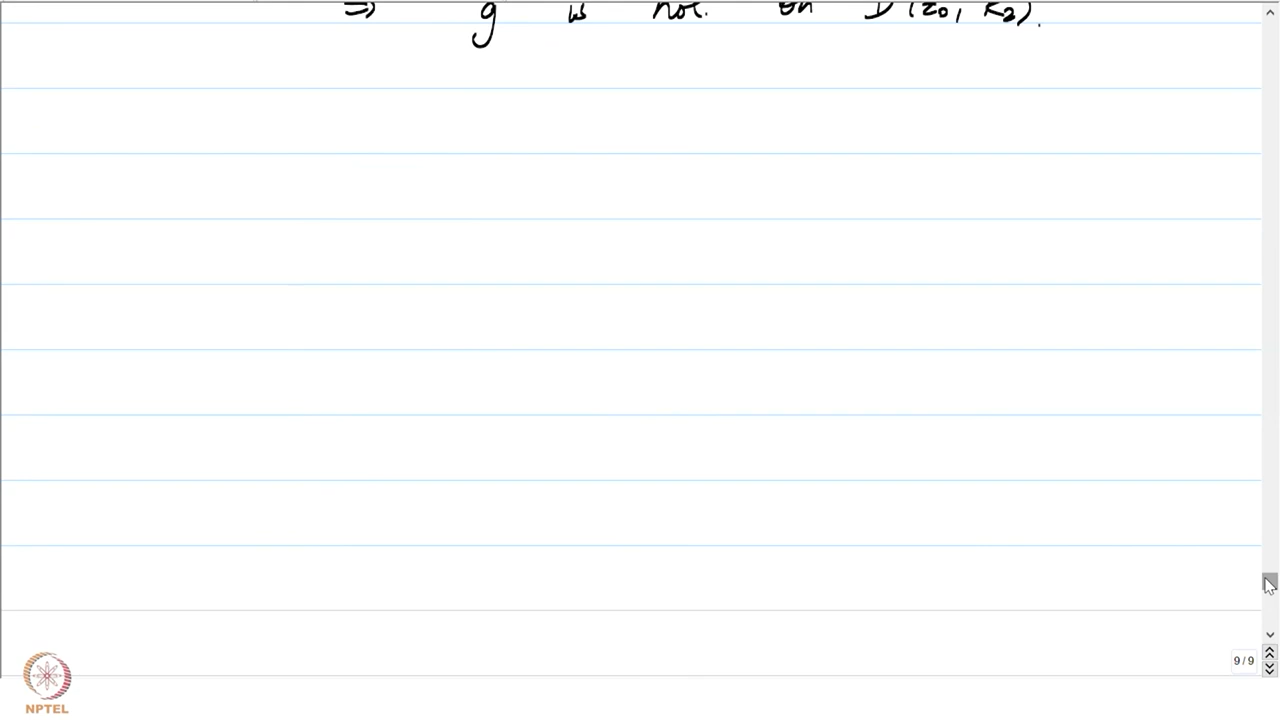 ⇒ g is hol. on D(z₀, R₂).
9 / 9
NPTEL